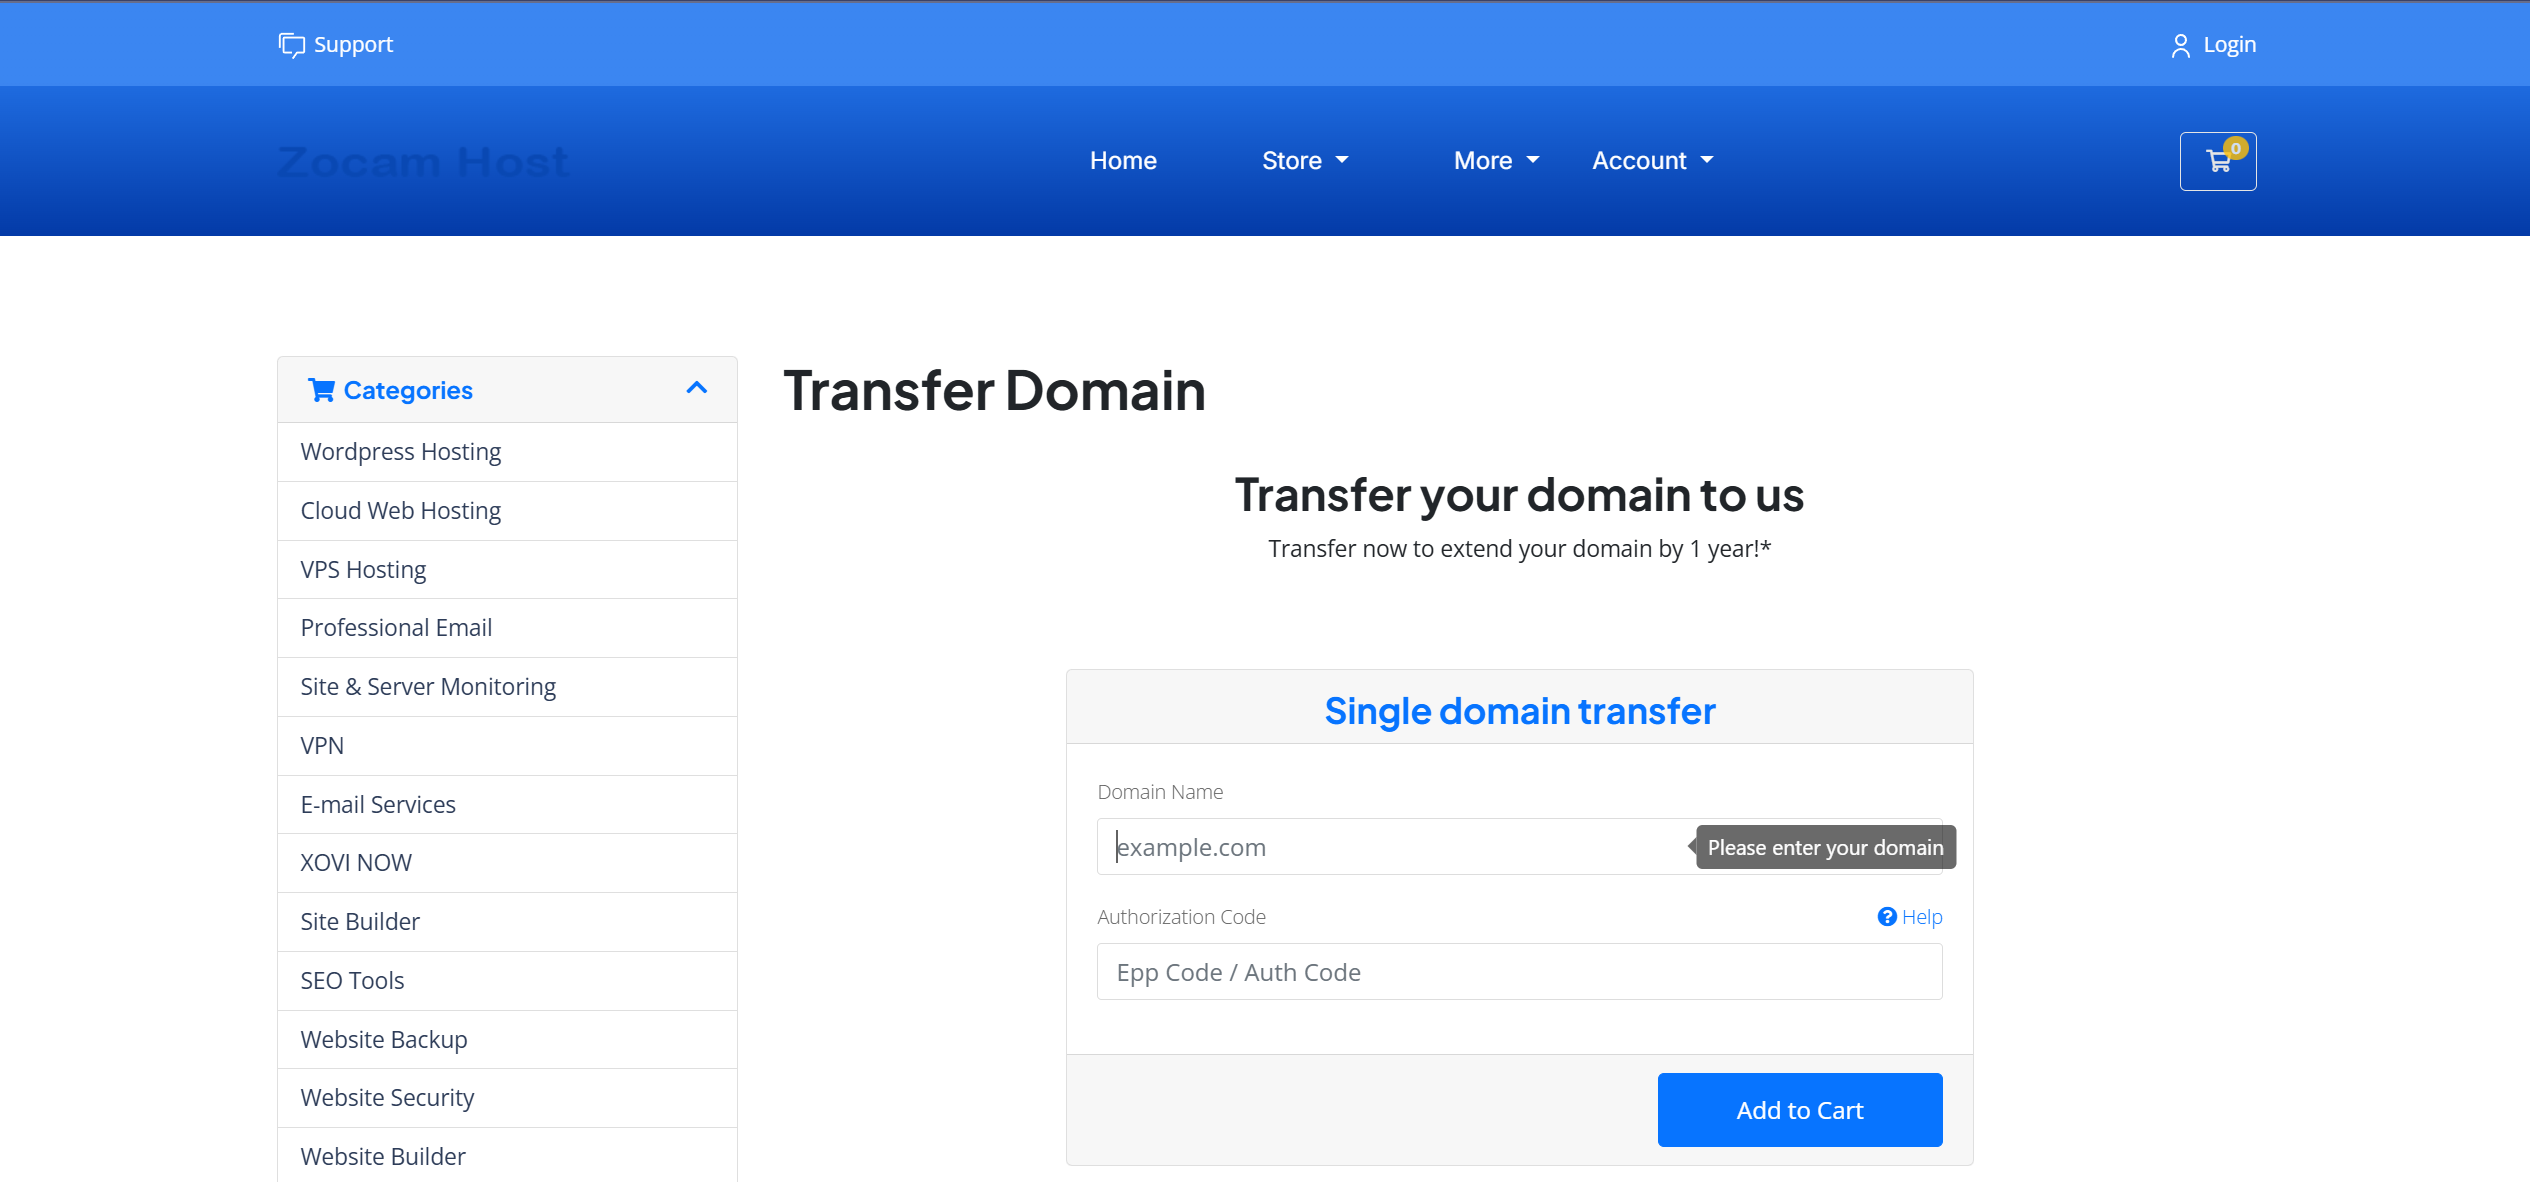 Support
Login
Zocam Host
Home
Store
More
Account
0
Categories
Wordpress Hosting
Cloud Web Hosting
VPS Hosting
Professional Email
Site & Server Monitoring
VPN
E-mail Services
XOVI NOW
Site Builder
SEO Tools
Website Backup
Website Security
Website Builder
Transfer Domain
Transfer your domain to us
Transfer now to extend your domain by 1 year!*
Single domain transfer
Domain Name
example.com
Please enter your domain
Authorization Code
Help
Epp Code / Auth Code
Add to Cart